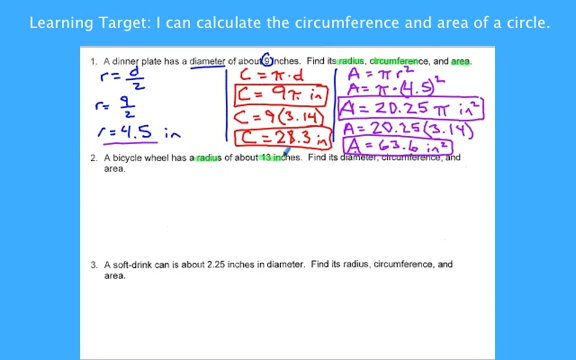 Learning Target: I can calculate the circumference and area of a circle.
1. A dinner plate has a diameter of about 9 inches. Find its radius, circumference, and area.
r = d/2
r = 9/2
r = 4.5 in
C = π·d
C = 9π in
C = 9(3.14)
C = 28.3 in
A = πr²
A = π·(4.5)²
A = 20.25 π in²
A = 20.25(3.14)
A = 63.6 in²
2. A bicycle wheel has a radius of about 13 inches. Find its diameter, circumference, and
area.
3. A soft-drink can is about 2.25 inches in diameter. Find its radius, circumference, and
area.